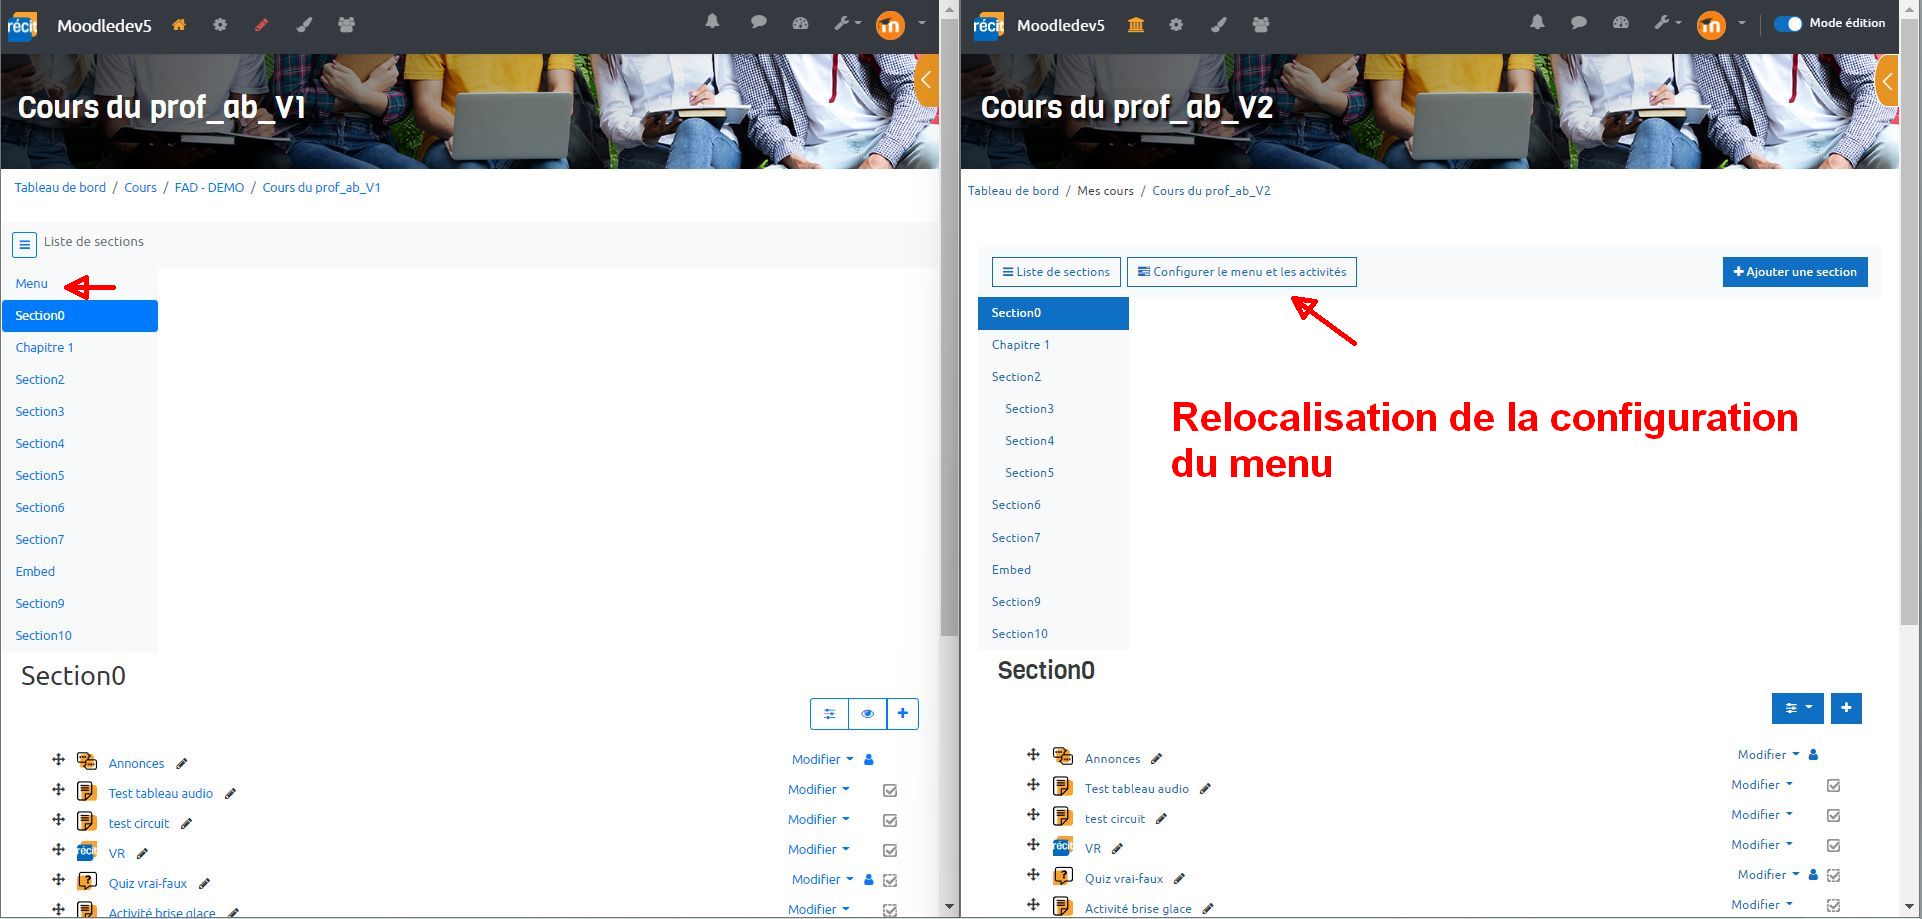 récit Moodledev5
Cours du prof_ab_V1
Tableau de bord / Cours / FAD - DEMO / Cours du prof_ab_V1
Liste de sections
Menu
Section0
Chapitre 1
Section2
Section3
Section4
Section5
Section6
Section7
Embed
Section9
Section10
Section0
Annonces Modifier
Test tableau audio Modifier
test circuit Modifier
récit VR Modifier
Quiz vrai-faux Modifier
Activité brise glace Modifier
récit Moodledev5 Mode édition
Cours du prof_ab_V2
Tableau de bord / Mes cours / Cours du prof_ab_V2
Liste de sections Configurer le menu et les activités Ajouter une section
Section0
Chapitre 1
Section2
Section3
Section4
Section5
Section6
Section7
Embed
Section9
Section10
Relocalisation de la configuration
du menu
Section0
Annonces Modifier
Test tableau audio Modifier
test circuit Modifier
récit VR Modifier
Quiz vrai-faux Modifier
Activité brise glace Modifier